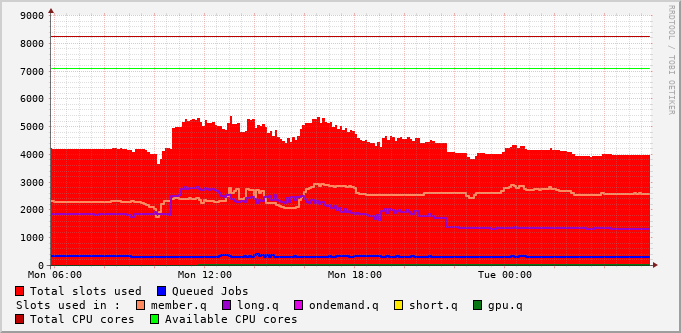 9000
8000
7000
6000
5000
4000
3000
2000
1000
0
Mon 06:00 Mon 12:00 Mon 18:00 Tue 00:00
Total slots used Queued Jobs
Slots used in : member.q long.q ondemand.q short.q gpu.q
Total CPU cores Available CPU cores
RRDTOOL / TOBI OETIKER